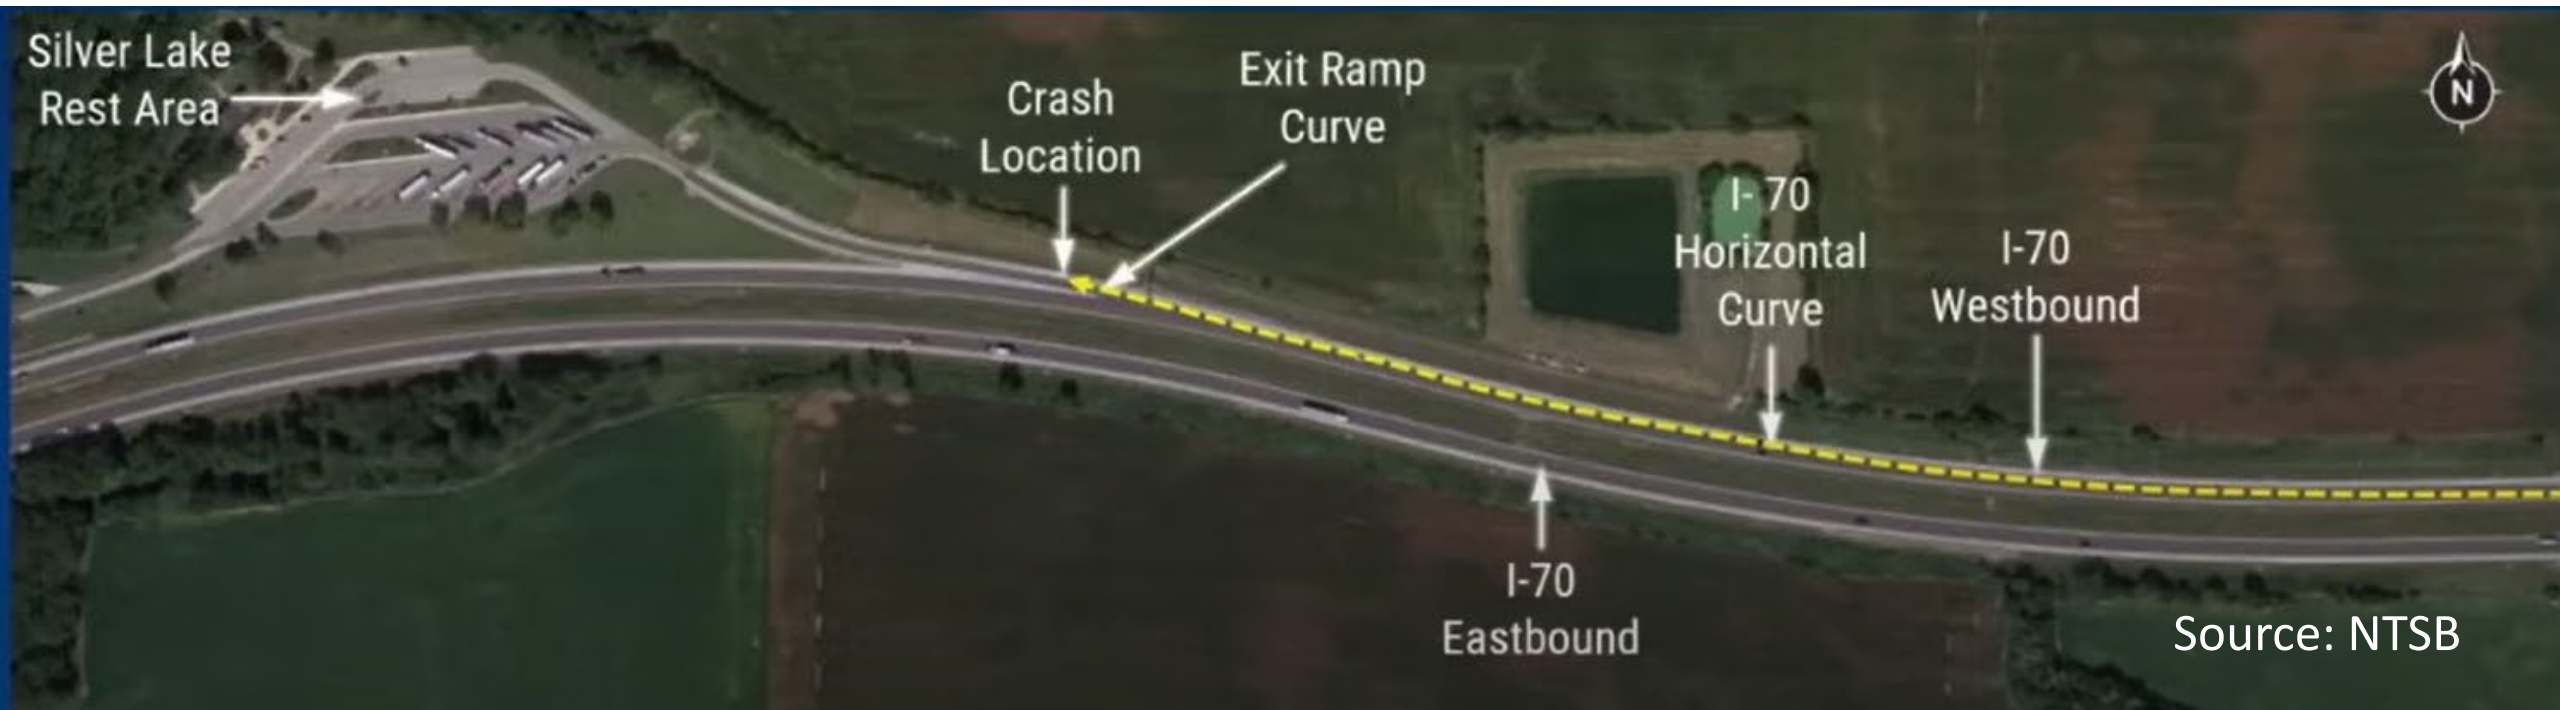 Silver Lake
Rest Area
Crash
Location
Exit Ramp
Curve
I- 70
Horizontal
Curve
I-70
Westbound
N
I-70
Eastbound
Source: NTSB